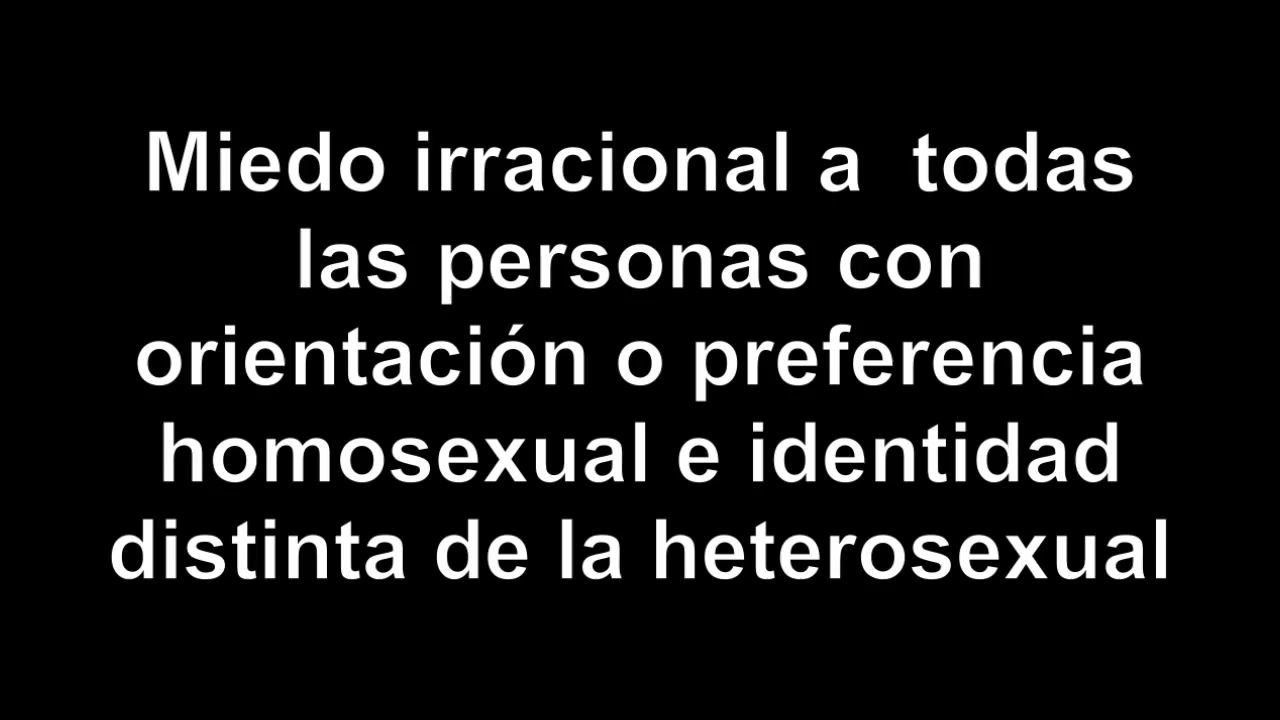 Miedo irracional a  todas
las personas con
orientación o preferencia
homosexual e identidad
distinta de la heterosexual